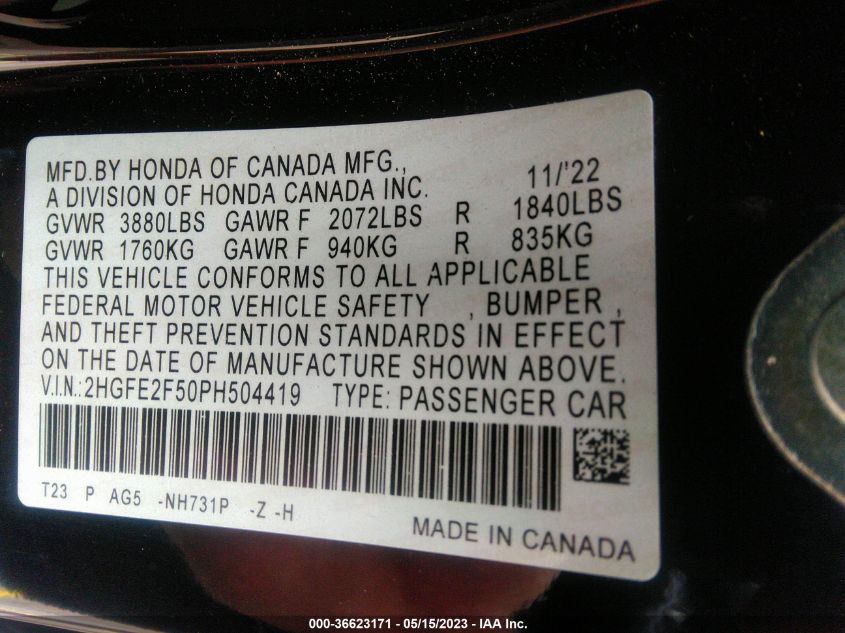 MFD.BY HONDA OF CANADA MFG.,
A DIVISION OF HONDA CANADA INC. 11/'22
GVWR 3880LBS GAWR F 2072LBS R 1840LBS
GVWR 1760KG GAWR F 940KG R 835KG
THIS VEHICLE CONFORMS TO ALL APPLICABLE
FEDERAL MOTOR VEHICLE SAFETY , BUMPER ,
AND THEFT PREVENTION STANDARDS IN EFFECT
ON THE DATE OF MANUFACTURE SHOWN ABOVE.
V.I.N.:2HGFE2F50PH504419 TYPE: PASSENGER CAR
T23 P AG5 -NH731P -Z -H
MADE IN CANADA
000-36623171 - 05/15/2023 - IAA Inc.